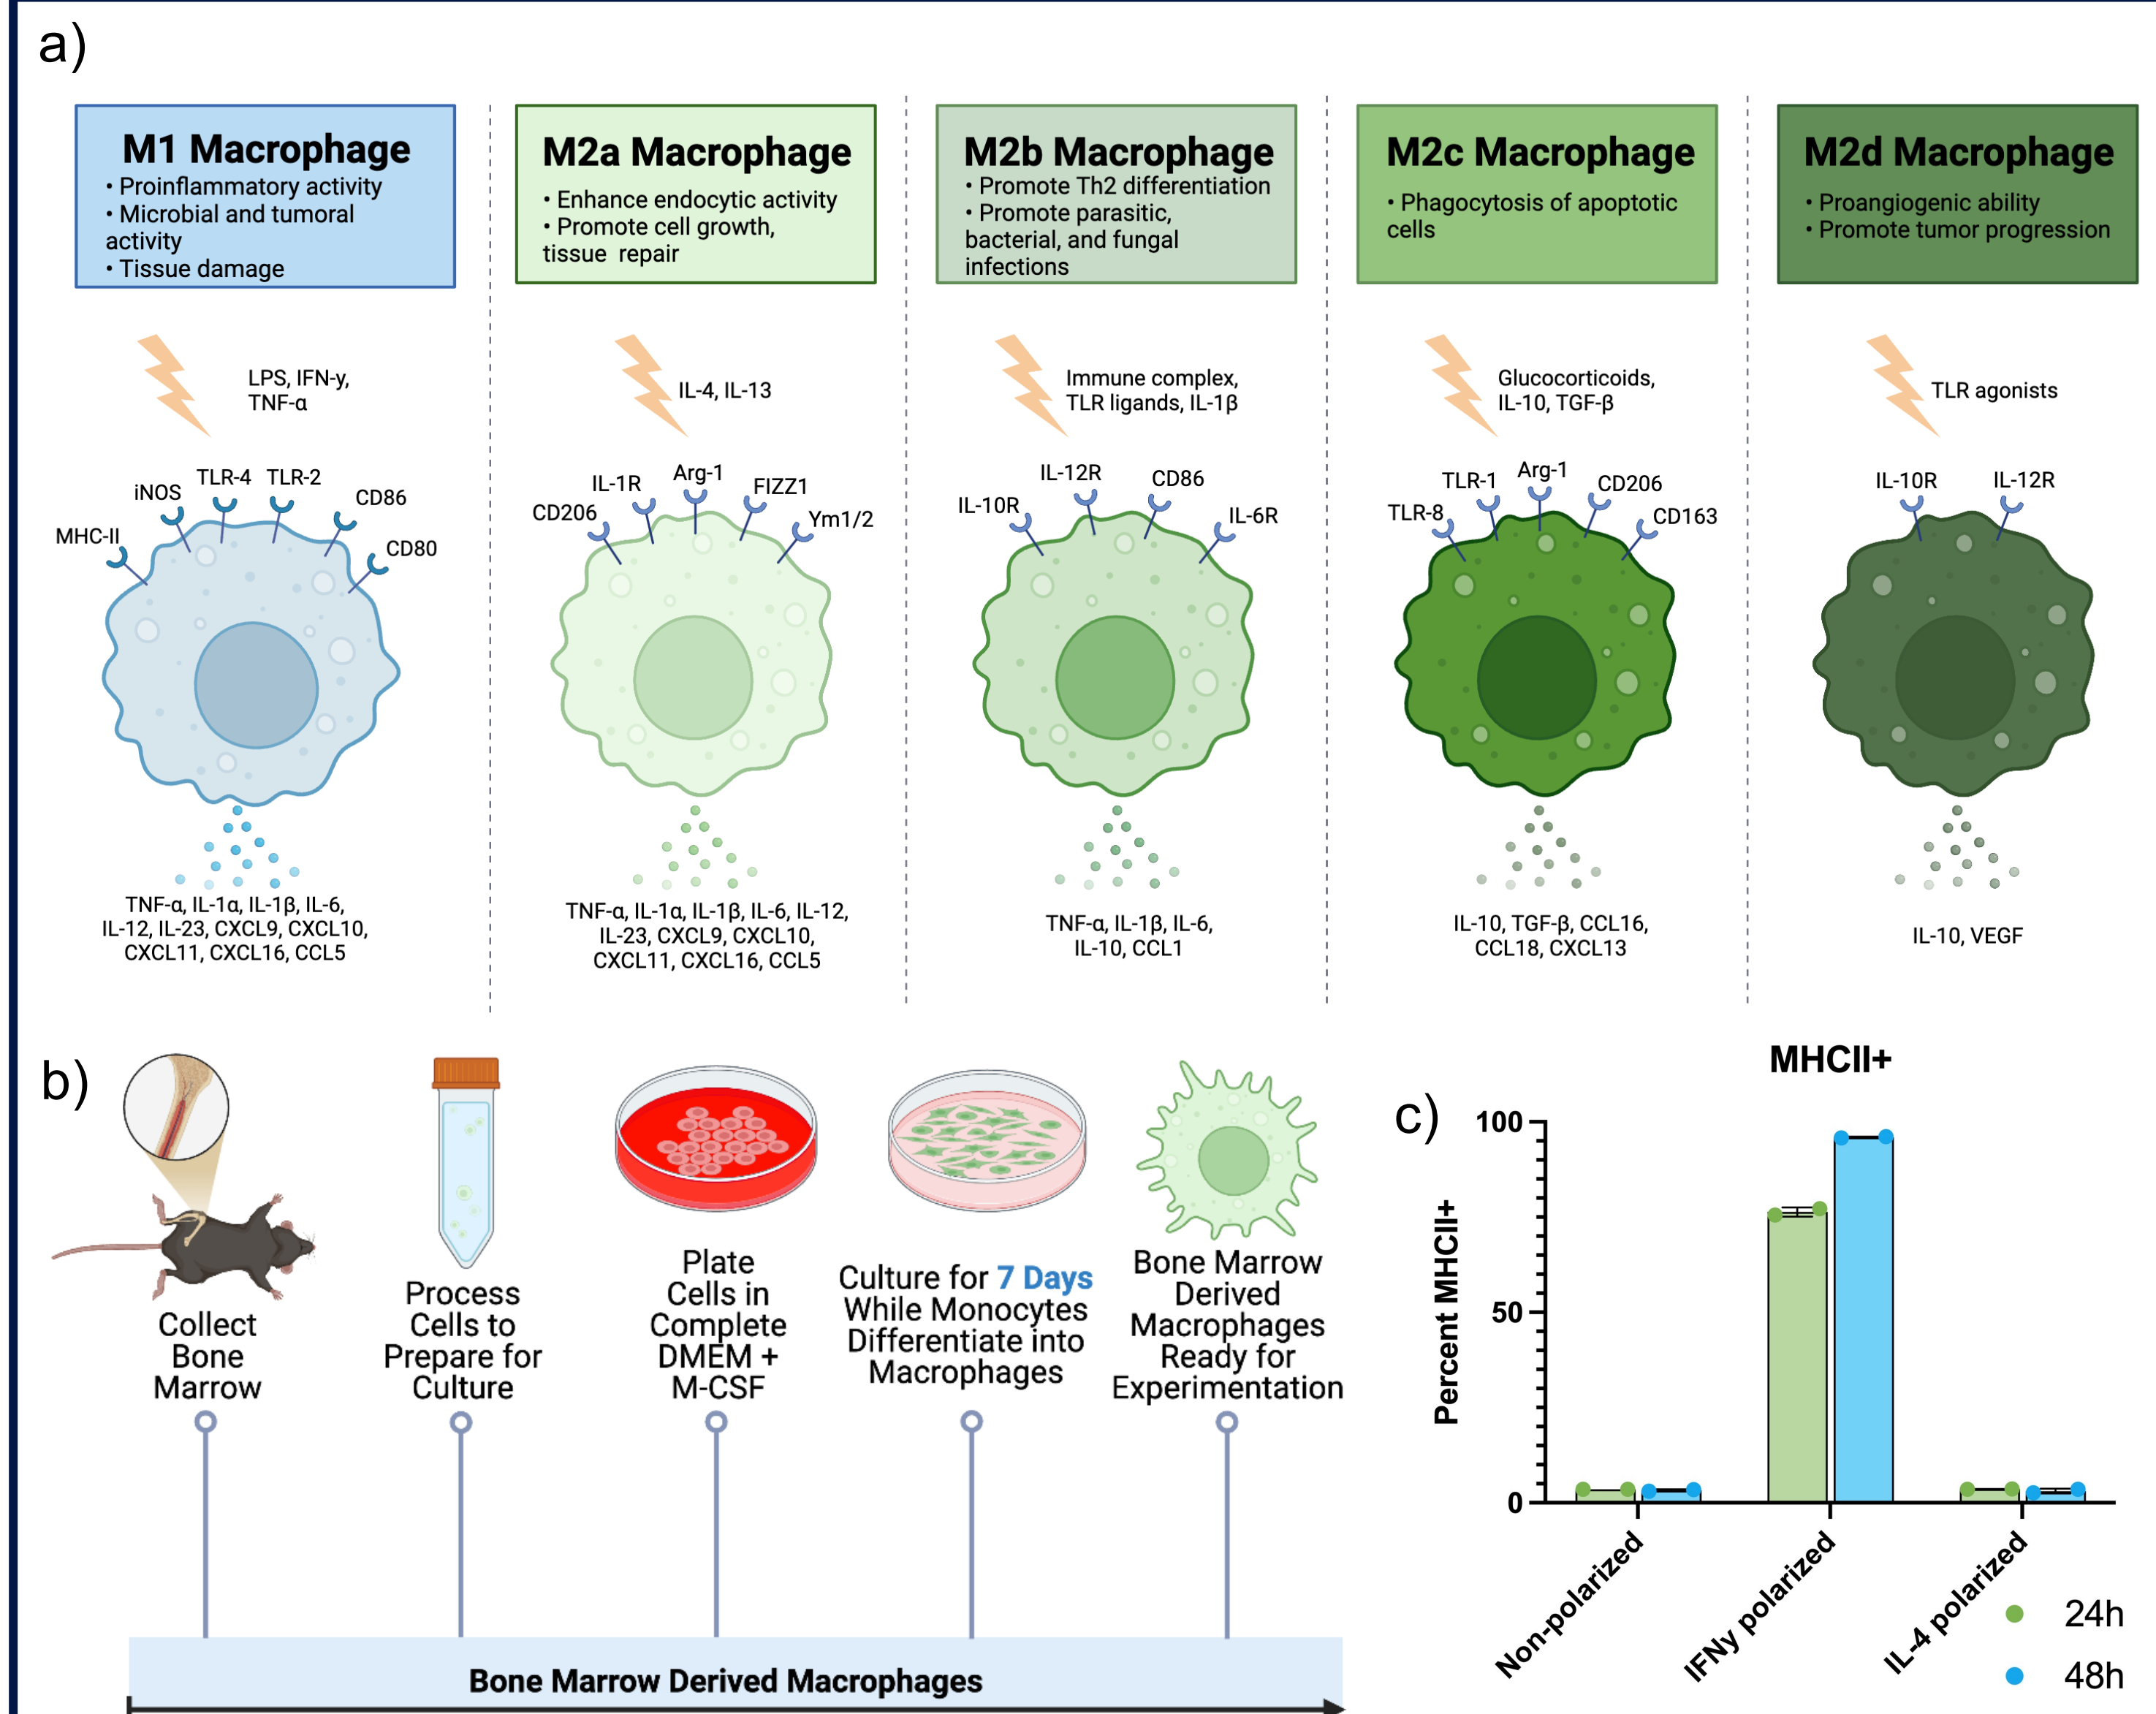 a)
M1 Macrophage
• Proinflammatory activity
• Microbial and tumoral
activity
• Tissue damage
LPS, IFN-y,
TNF-α
MHC-II
iNOS
TLR-4
TLR-2
CD86
CD80
TNF-α, IL-1α, IL-1β, IL-6,
IL-12, IL-23, CXCL9, CXCL10,
CXCL11, CXCL16, CCL5
M2a Macrophage
• Enhance endocytic activity
• Promote cell growth,
tissue repair
IL-4, IL-13
CD206
IL-1R
Arg-1
FIZZ1
Ym1/2
TNF-α, IL-1α, IL-1β, IL-6, IL-12,
IL-23, CXCL9, CXCL10,
CXCL11, CXCL16, CCL5
M2b Macrophage
• Promote Th2 differentiation
• Promote parasitic,
bacterial, and fungal
infections
Immune complex,
TLR ligands, IL-1β
IL-10R
IL-12R
CD86
IL-6R
TNF-α, IL-1β, IL-6,
IL-10, CCL1
M2c Macrophage
• Phagocytosis of apoptotic
cells
Glucocorticoids,
IL-10, TGF-β
TLR-8
TLR-1
Arg-1
CD206
CD163
IL-10, TGF-β, CCL16,
CCL18, CXCL13
M2d Macrophage
• Proangiogenic ability
• Promote tumor progression
TLR agonists
IL-10R
IL-12R
IL-10, VEGF
b)
Collect
Bone
Marrow
Process
Cells to
Prepare for
Culture
Plate
Cells in
Complete
DMEM +
M-CSF
Culture for 7 Days
While Monocytes
Differentiate into
Macrophages
Bone Marrow
Derived
Macrophages
Ready for
Experimentation
Bone Marrow Derived Macrophages
c)
MHCII+
Percent MHCII+
100
50
0
Non-polarized
IFNy polarized
IL-4 polarized
24h
48h